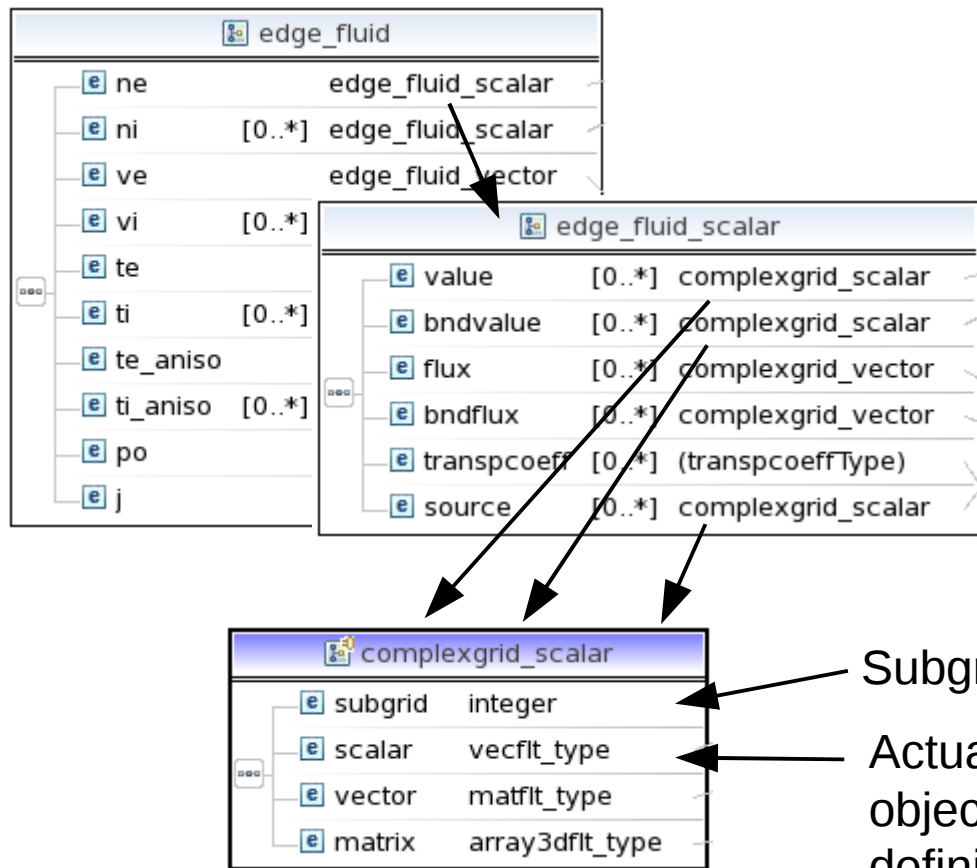 edge_fluid
ne edge_fluid_scalar
ni [0..*] edge_fluid_scalar
ve edge_fluid_vector
vi [0..*]
te
ti [0..*]
te_aniso
ti_aniso [0..*]
po
j
edge_fluid_scalar
value [0..*] complexgrid_scalar
bndvalue [0..*] complexgrid_scalar
flux [0..*] complexgrid_vector
bndflux [0..*] complexgrid_vector
transpcoeff [0..*] (transpcoeffType)
source [0..*] complexgrid_scalar
complexgrid_scalar
subgrid integer
scalar vecflt_type
vector matflt_type
matrix array3dflt_type